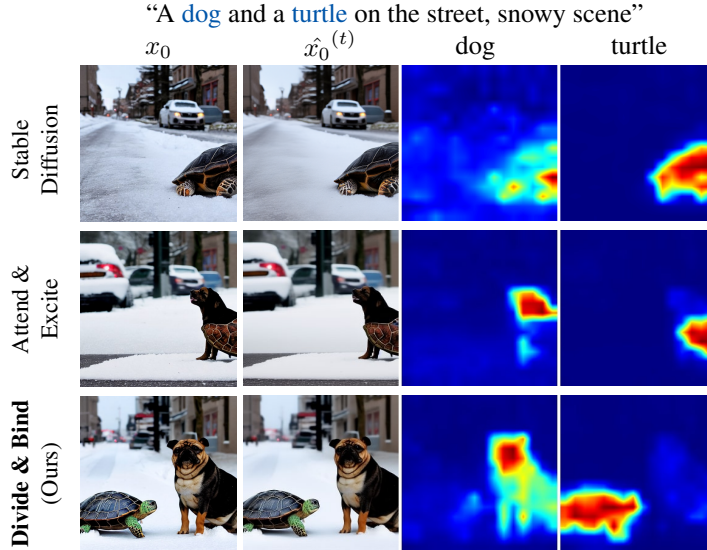 “A dog and a turtle on the street, snowy scene”
x₀ x̂₀⁽ᵗ⁾ dog turtle
Stable
Diffusion
Attend &
Excite
Divide & Bind
(Ours)